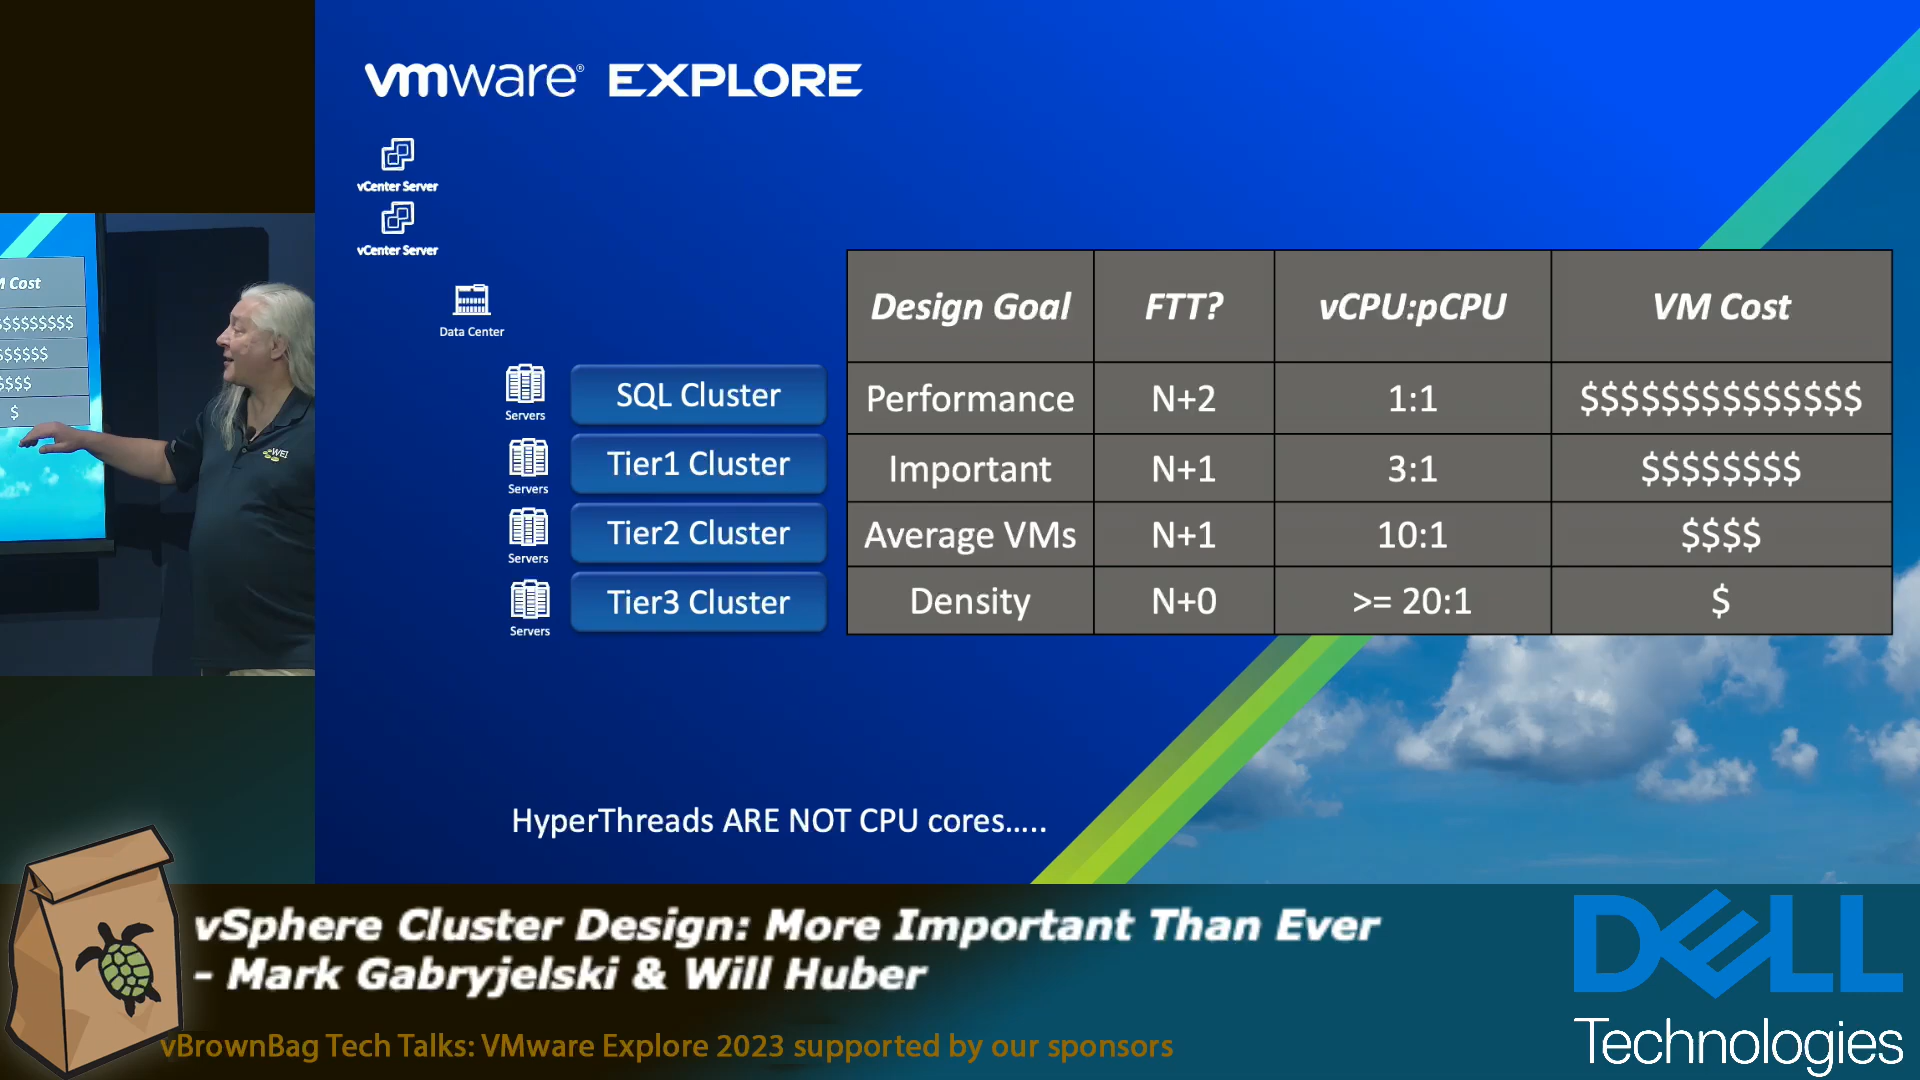 vmware® EXPLORE
vCenter Server
vCenter Server
Data Center
Design Goal FTT? vCPU:pCPU VM Cost
Servers SQL Cluster Performance N+2 1:1 $$$$$$$$$$$$$$
Servers Tier1 Cluster Important N+1 3:1 $$$$$$$$
Servers Tier2 Cluster Average VMs N+1 10:1 $$$$
Servers Tier3 Cluster Density N+0 >= 20:1 $
HyperThreads ARE NOT CPU cores.....
Cost
$$$$$$$$$
$$$$$$
$$$$
$
WEI
vSphere Cluster Design: More Important Than Ever
- Mark Gabryjelski & Will Huber
vBrownBag Tech Talks: VMware Explore 2023 supported by our sponsors
DELL
Technologies